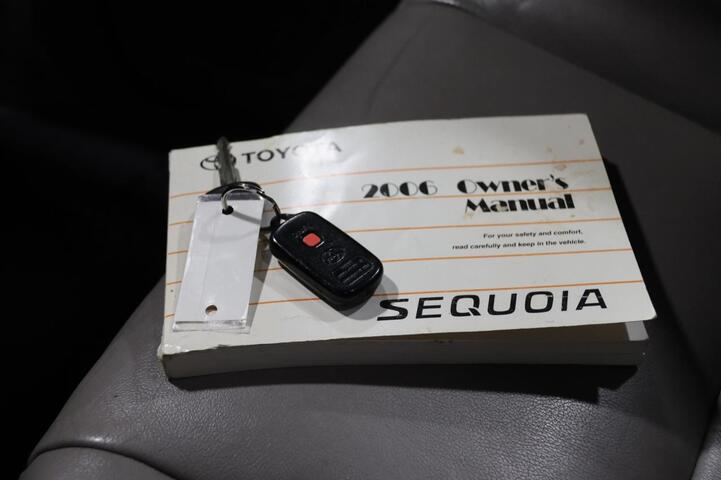 TOYOTA
2006 Owner's
Manual
For your safety and comfort,
read carefully and keep in the vehicle.
SEQUOIA